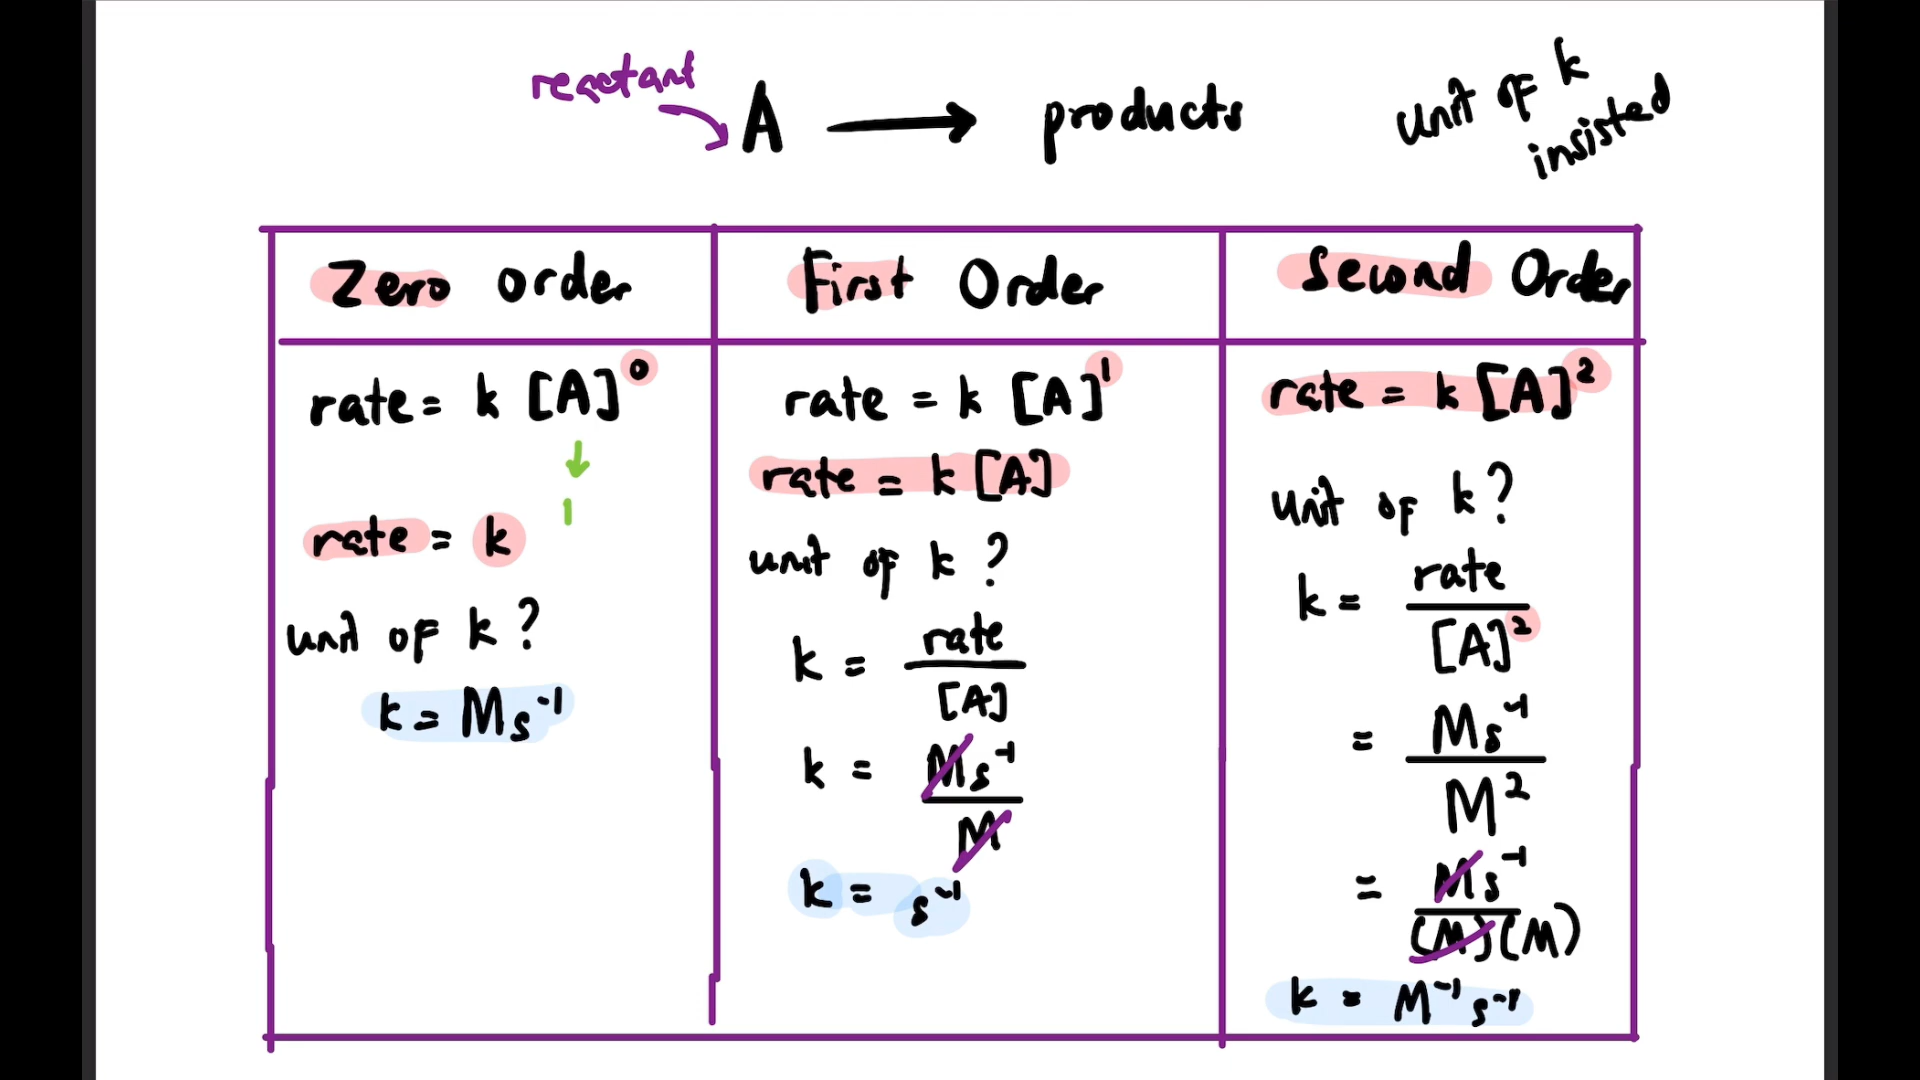 reactant
A → products
unit of k
insisted
Zero order
rate = k [A]⁰
↓
1
rate = k
unit of k ?
k = Ms⁻¹
First Order
rate = k [A]¹
rate = k [A]
unit of k ?
k = rate / [A]
k = Ms⁻¹ / M
k = s⁻¹
Second Order
rate = k [A]²
unit of k ?
k = rate / [A]²
= Ms⁻¹ / M²
= Ms⁻¹ / (M)(M)
k = M⁻¹s⁻¹